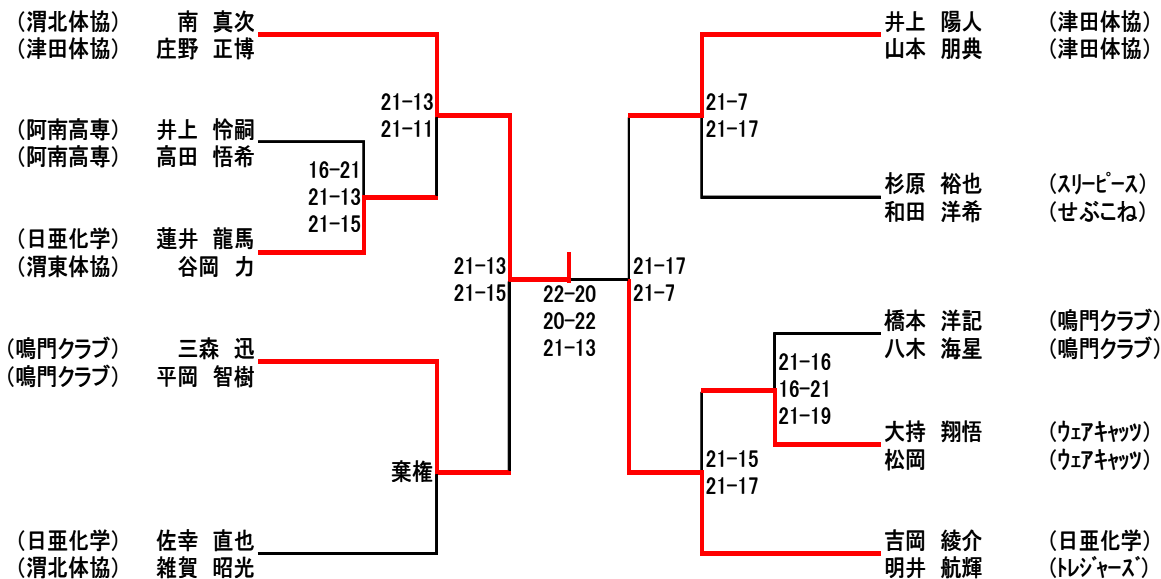 (渭北体協) 南 真次
(津田体協) 庄野 正博
21-13
21-11
(阿南高専) 井上 怜嗣
(阿南高専) 高田 悟希
16-21
21-13
21-15
(日亜化学) 蓮井 龍馬
(渭東体協) 谷岡 力
21-13
21-15
(鳴門クラブ) 三森 迅
(鳴門クラブ) 平岡 智樹
棄権
(日亜化学) 佐幸 直也
(渭北体協) 雑賀 昭光
22-20
20-22
21-13
井上 陽人 (津田体協)
山本 朋典 (津田体協)
21-7
21-17
杉原 裕也 (スリーピース)
和田 洋希 (せぶこね)
21-17
21-7
橋本 洋記 (鳴門クラブ)
八木 海星 (鳴門クラブ)
21-16
16-21
21-19
大持 翔悟 (ウェアキャッツ)
松岡 (ウェアキャッツ)
21-15
21-17
吉岡 綾介 (日亜化学)
明井 航輝 (トレジャーズ)